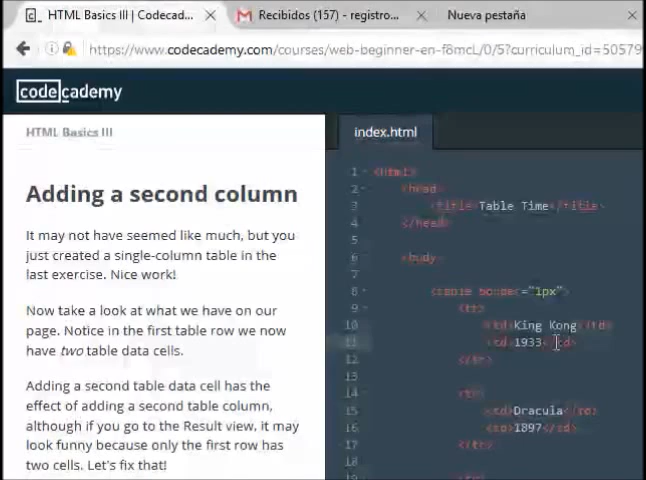 HTML Basics III | Codecad...
Recibidos (157) - registro...
Nueva pestaña
https://www.codecademy.com/courses/web-beginner-en-f8mcL/0/5?curriculum_id=50579
codecademy
HTML Basics III
index.html
Adding a second column
It may not have seemed like much, but you
just created a single-column table in the
last exercise. Nice work!
Now take a look at what we have on our
page. Notice in the first table row we now
have two table data cells.
Adding a second table data cell has the
effect of adding a second table column,
although if you go to the Result view, it may
look funny because only the first row has
two cells. Let's fix that!
1 <html>
2 <head>
3 <title>Table Time</title>
4 </head>
5
6 <body>
7
8 <table border="1px">
9 <tr>
10 <td>King Kong</td>
11 <td>1933</td>
12 </tr>
13
14 <tr>
15 <td>Dracula</td>
16 <td>1897</td>
17 </tr>
18